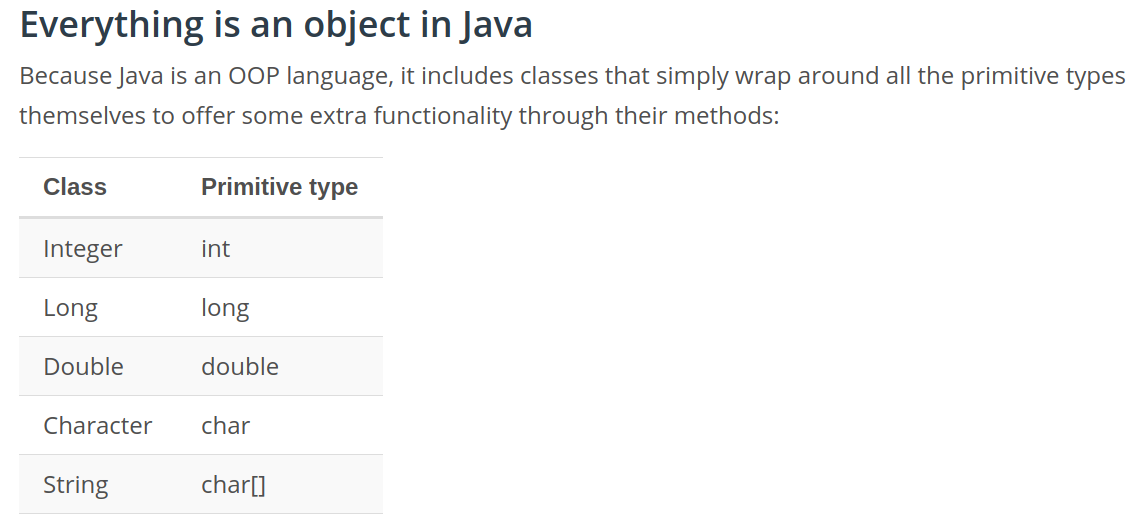 Everything is an object in Java
Because Java is an OOP language, it includes classes that simply wrap around all the primitive types
themselves to offer some extra functionality through their methods:
Class Primitive type
Integer int
Long long
Double double
Character char
String char[]